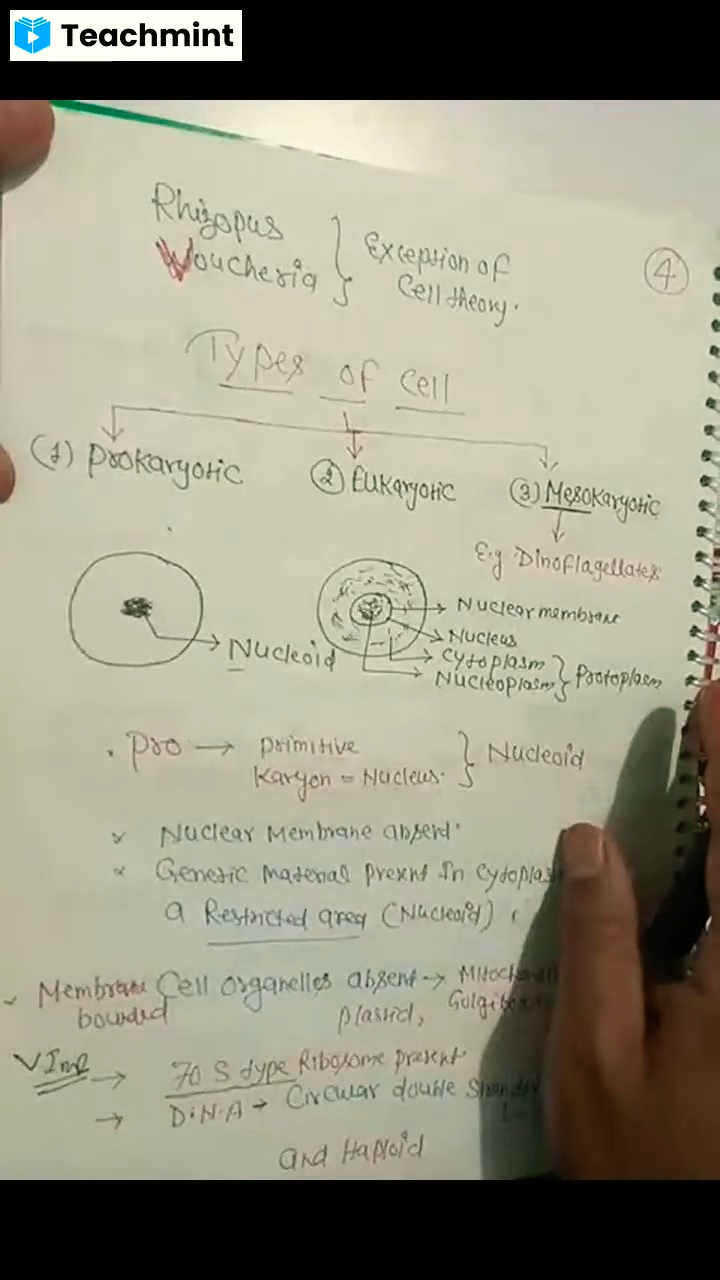 Teachmint
Rhizopus
Voucheria } Exception of Cell theory.
4
Types of cell
(1) Prokaryotic
(2) Eukaryotic
(3) Mesokaryotic
E.g Dinoflagellates
Nucleoid
Nuclear membrane
Nucleus
Cytoplasm
Nucleoplasm } Protoplasm
. Pro → Primitive
Karyon = Nucleus. } Nucleoid
x Nuclear Membrane absent
x Genetic Material Present In
a Restricted area (Nucleoid)
Membrane bounded Cell organelles absent →
Plastid,
V Imp → 70 S type Ribosome present
→ D.N.A → Circular double
and Haploid